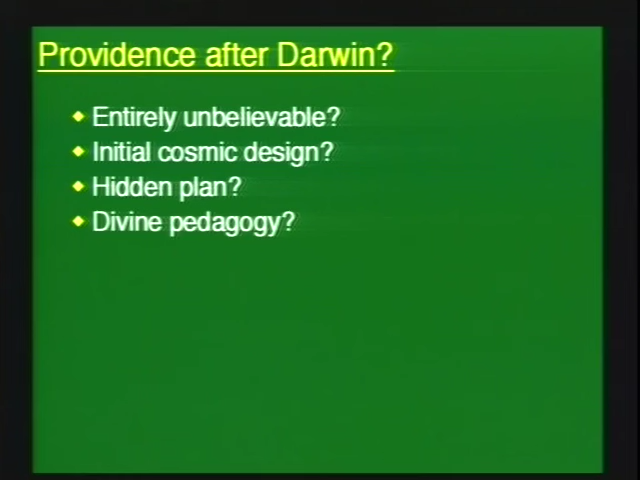 Providence after Darwin?
Entirely unbelievable?
Initial cosmic design?
Hidden plan?
Divine pedagogy?